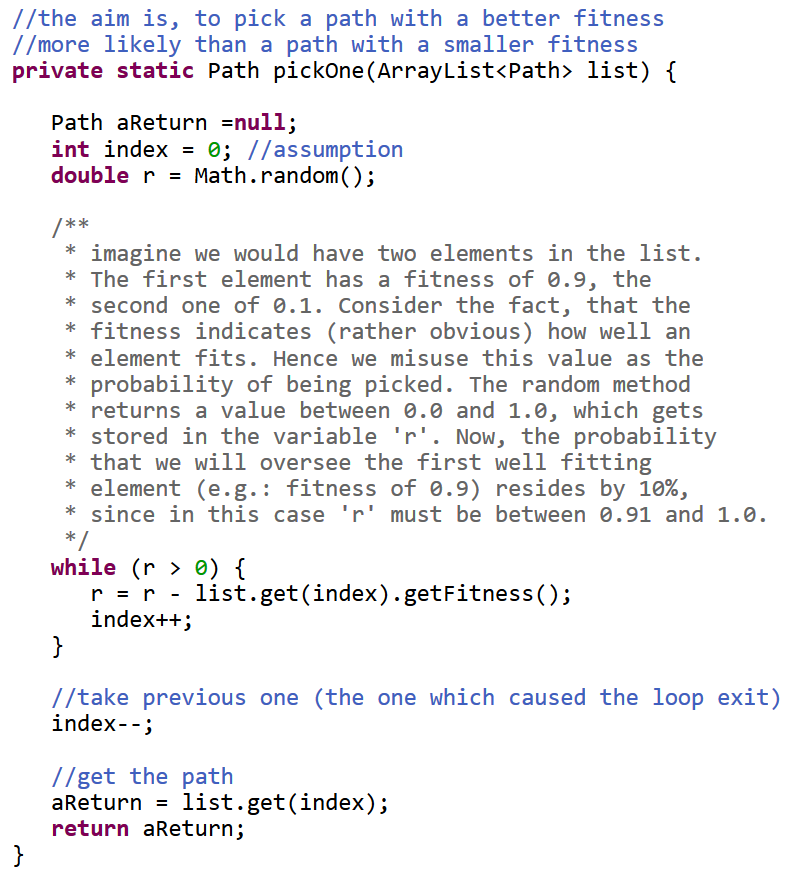 //the aim is, to pick a path with a better fitness
//more likely than a path with a smaller fitness
private static Path pickOne(ArrayList<Path> list) {

   Path aReturn =null;
   int index = 0; //assumption
   double r = Math.random();

   /**
    * imagine we would have two elements in the list.
    * The first element has a fitness of 0.9, the
    * second one of 0.1. Consider the fact, that the
    * fitness indicates (rather obvious) how well an
    * element fits. Hence we misuse this value as the
    * probability of being picked. The random method
    * returns a value between 0.0 and 1.0, which gets
    * stored in the variable 'r'. Now, the probability
    * that we will oversee the first well fitting
    * element (e.g.: fitness of 0.9) resides by 10%,
    * since in this case 'r' must be between 0.91 and 1.0.
    */
   while (r > 0) {
      r = r - list.get(index).getFitness();
      index++;
   }

   //take previous one (the one which caused the loop exit)
   index--;

   //get the path
   aReturn = list.get(index);
   return aReturn;
}